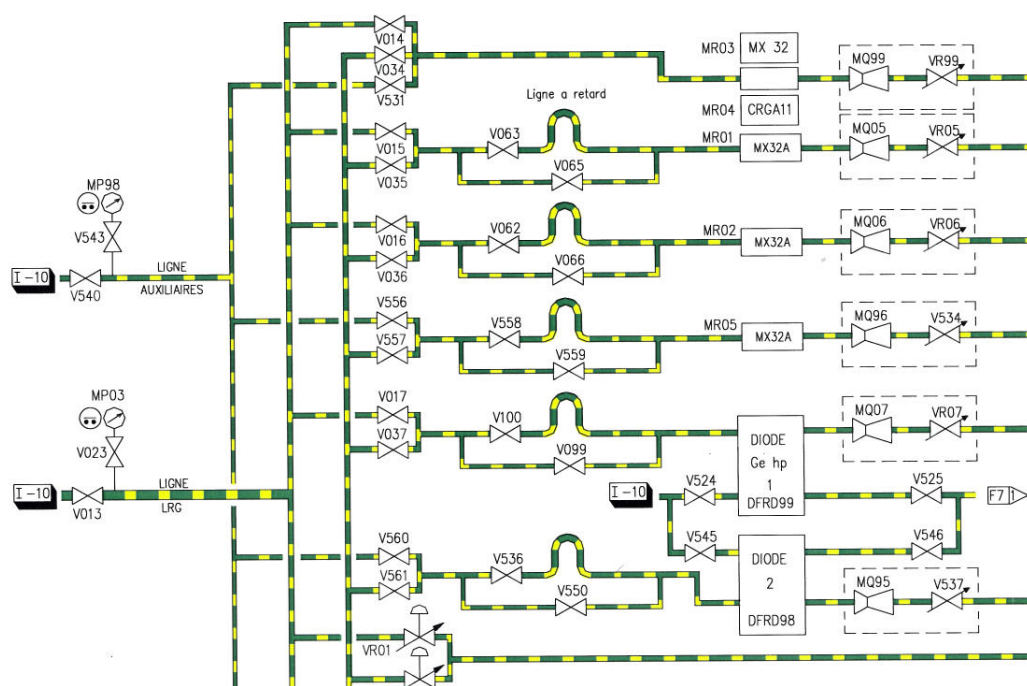 V014
V034
V531
MR03 MX 32
MQ99 VR99
Ligne a retard
MR04 CRGA11
V063
V015
V035
V065
MR01 MX32A
MQ05 VR05
MP98
V543
I-10
V540
LIGNE
AUXILIAIRES
V016
V036
V062
V066
MR02 MX32A
MQ06 VR06
V556
V557
V558
V559
MR05 MX32A
MQ96 V534
MP03
V023
I-10
V013
LIGNE
LRG
V017
V037
V100
V099
DIODE
Ge hp
1
DFRD99
MQ07 VR07
I-10
V524
V525
F7 1
V545
V546
V560
V561
V536
V550
DIODE
2
DFRD98
MQ95 V537
VR01